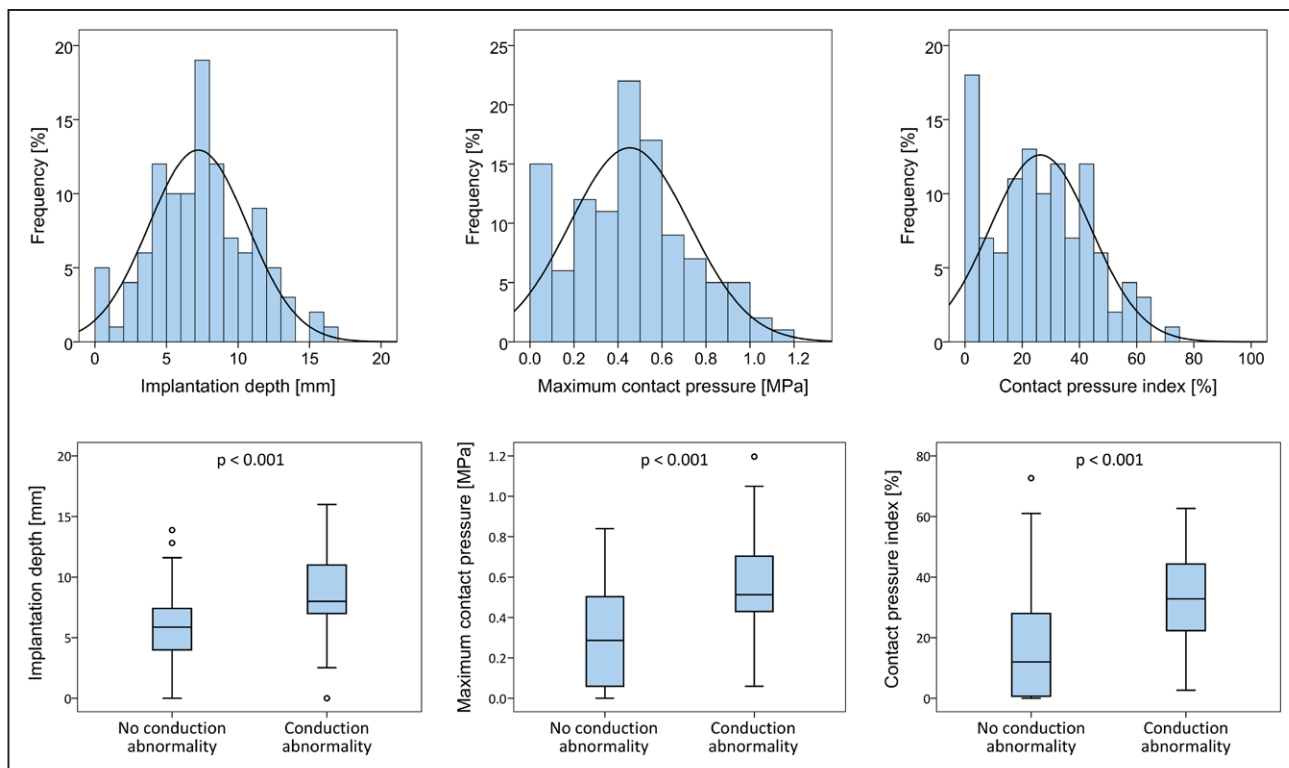 Frequency [%]
20
15
10
5
0
0 5 10 15 20
Implantation depth [mm]
Frequency [%]
25
20
15
10
5
0
0.0 0.2 0.4 0.6 0.8 1.0 1.2
Maximum contact pressure [MPa]
Frequency [%]
20
15
10
5
0
0 20 40 60 80 100
Contact pressure index [%]
Implantation depth [mm]
20
15
10
5
0
p < 0.001
No conduction
abnormality
Conduction
abnormality
Maximum contact pressure [MPa]
1.2
1.0
0.8
0.6
0.4
0.2
0.0
p < 0.001
No conduction
abnormality
Conduction
abnormality
Contact pressure index [%]
80
60
40
20
0
p < 0.001
No conduction
abnormality
Conduction
abnormality